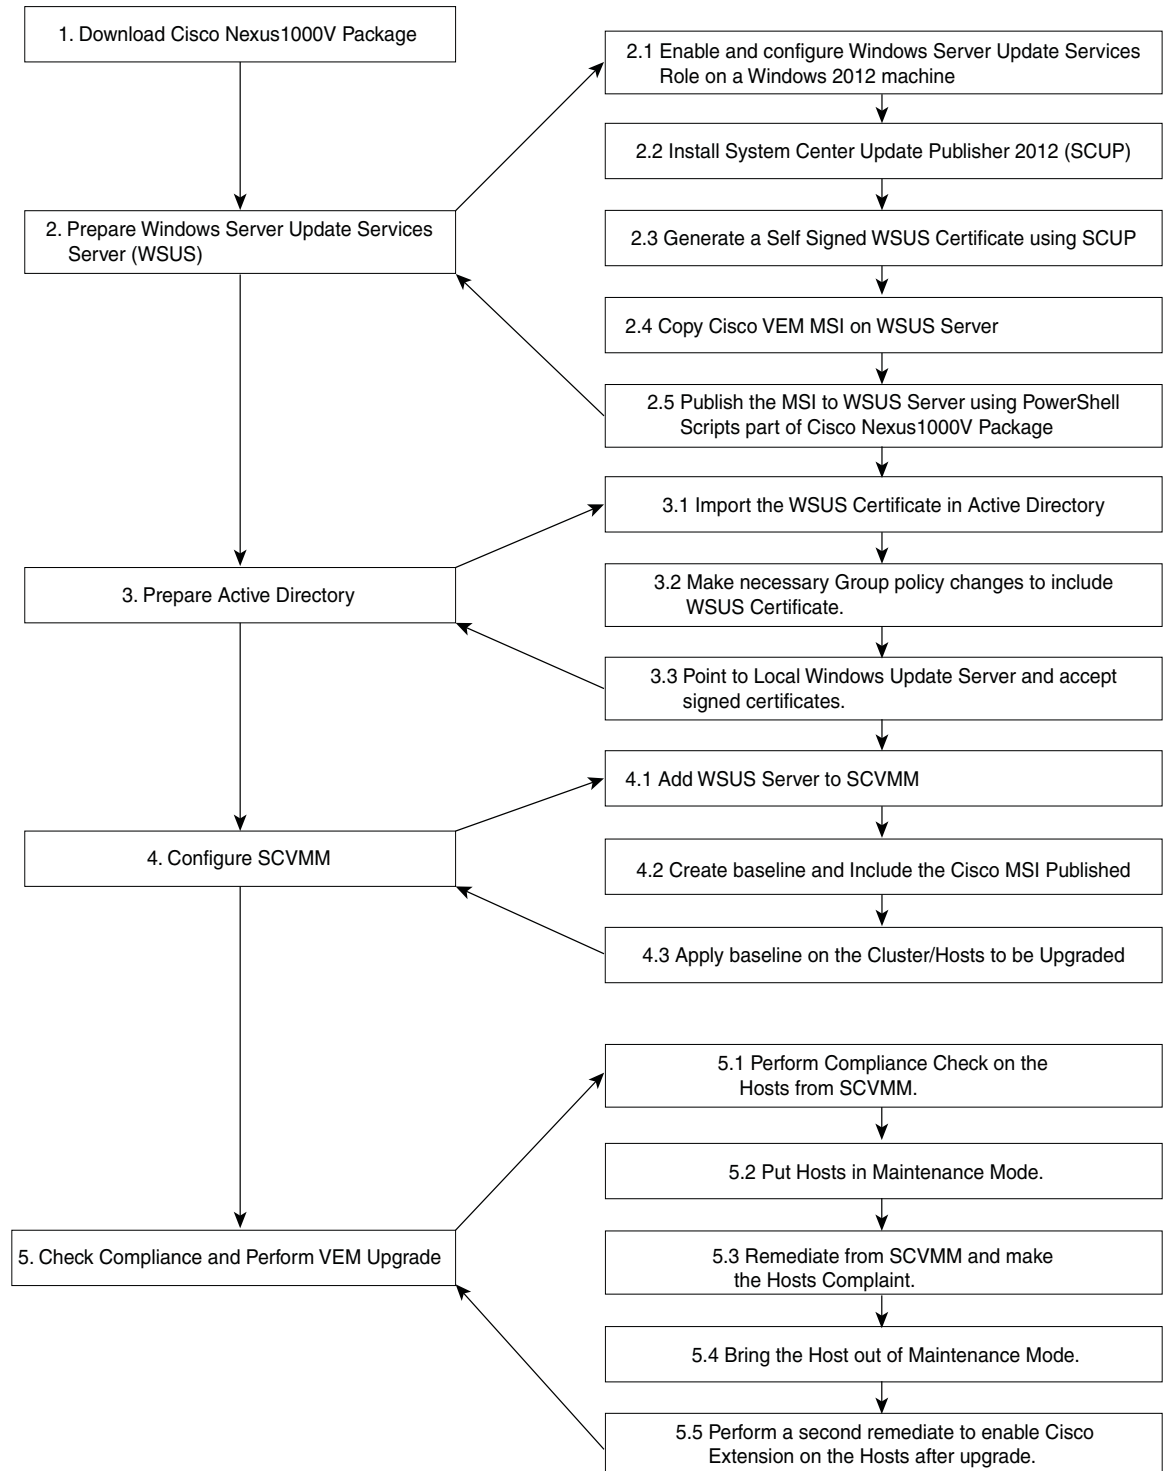 1. Download Cisco Nexus1000V Package
2. Prepare Windows Server Update Services
Server (WSUS)
2.1 Enable and configure Windows Server Update Services
Role on a Windows 2012 machine
2.2 Install System Center Update Publisher 2012 (SCUP)
2.3 Generate a Self Signed WSUS Certificate using SCUP
2.4 Copy Cisco VEM MSI on WSUS Server
2.5 Publish the MSI to WSUS Server using PowerShell
Scripts part of Cisco Nexus1000V Package
3. Prepare Active Directory
3.1 Import the WSUS Certificate in Active Directory
3.2 Make necessary Group policy changes to include
WSUS Certificate.
3.3 Point to Local Windows Update Server and accept
signed certificates.
4. Configure SCVMM
4.1 Add WSUS Server to SCVMM
4.2 Create baseline and Include the Cisco MSI Published
4.3 Apply baseline on the Cluster/Hosts to be Upgraded
5. Check Compliance and Perform VEM Upgrade
5.1 Perform Compliance Check on the
Hosts from SCVMM.
5.2 Put Hosts in Maintenance Mode.
5.3 Remediate from SCVMM and make
the Hosts Complaint.
5.4 Bring the Host out of Maintenance Mode.
5.5 Perform a second remediate to enable Cisco
Extension on the Hosts after upgrade.